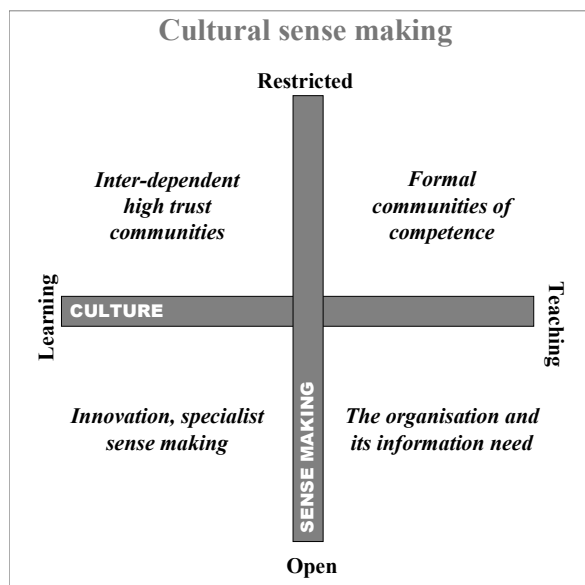 Cultural sense making
Restricted
Inter-dependent
high trust
communities
Formal
communities of
competence
Learning
CULTURE
Teaching
Innovation, specialist
sense making
SENSE MAKING
The organisation and
its information need
Open